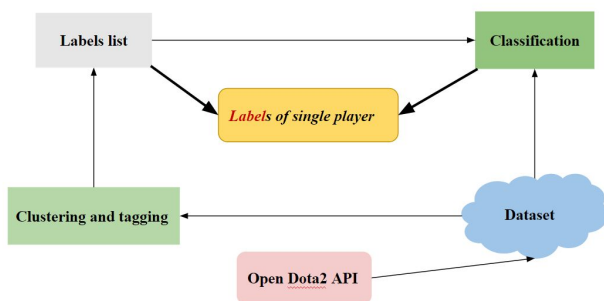 Labels list
Classification
Labels of single player
Clustering and tagging
Dataset
Open Dota2 API